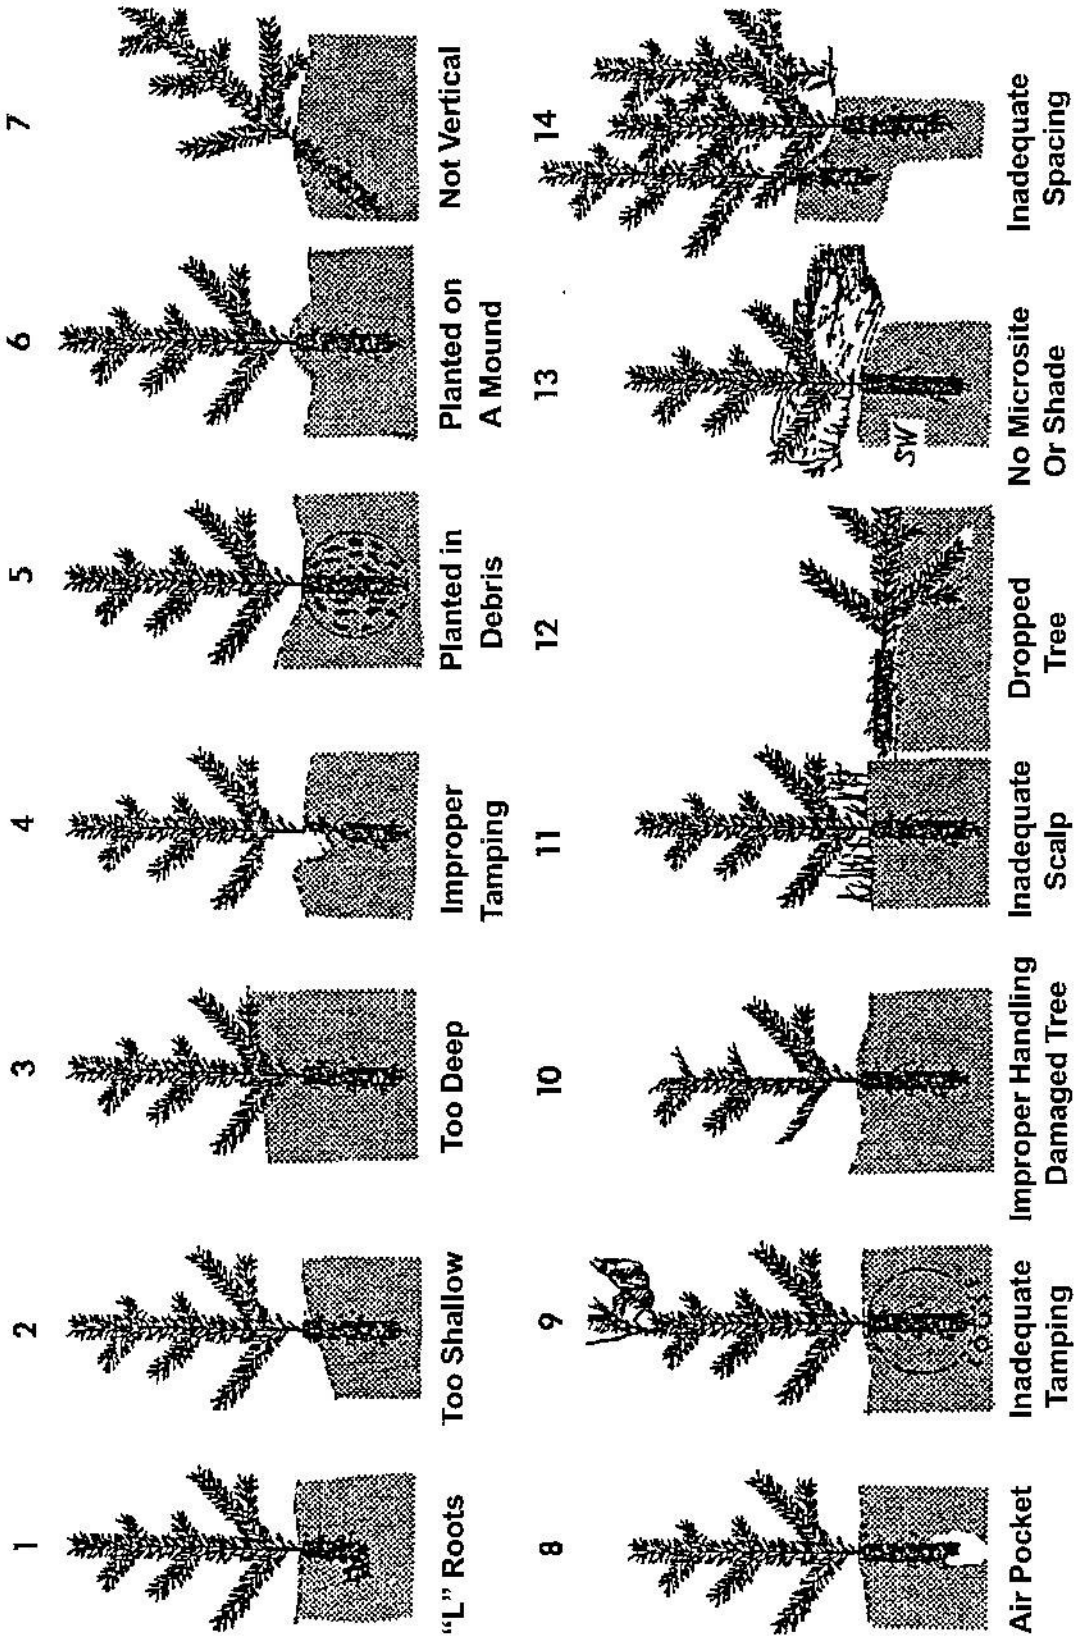 1
2
3
4
5
6
7
"L" Roots
Too Shallow
Too Deep
Improper
Tamping
Planted in
Debris
Planted on
A Mound
Not Vertical
8
9
10
11
12
13
14
LOOSE
SW
Air Pocket
Inadequate
Tamping
Improper Handling
Damaged Tree
Inadequate
Scalp
Dropped
Tree
No Microsite
Or Shade
Inadequate
Spacing